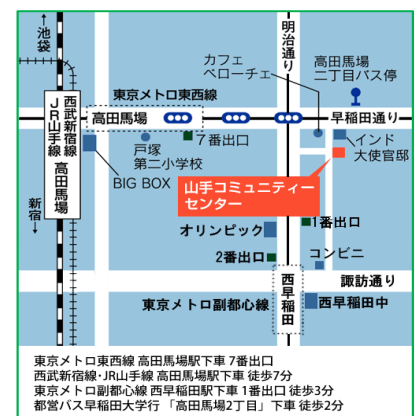 ↑
池袋
明治通り
カフェ
ベローチェ
高田馬場
二丁目バス停
東京メトロ東西線
高田馬場
早稲田通り
西武新宿線
JR山手線
高田馬場
7番出口
戸塚
第二小学校
BIG BOX
インド
大使官邸
山手コミュニティー
センター
新宿
↓
オリンピック
1番出口
2番出口
コンビニ
西早稲田
諏訪通り
東京メトロ副都心線
西早稲田中
東京メトロ東西線 高田馬場駅下車 7番出口
西武新宿線・JR山手線 高田馬場駅下車 徒歩7分
東京メトロ副都心線 西早稲田駅下車 1番出口 徒歩3分
都営バス早稲田大学行 「高田馬場2丁目」下車 徒歩2分